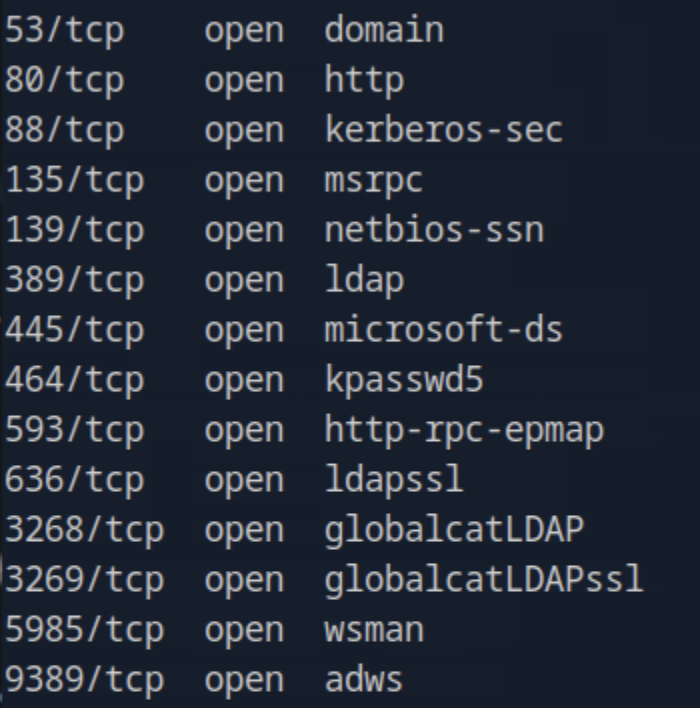 53/tcp open domain
80/tcp open http
88/tcp open kerberos-sec
135/tcp open msrpc
139/tcp open netbios-ssn
389/tcp open ldap
445/tcp open microsoft-ds
464/tcp open kpasswd5
593/tcp open http-rpc-epmap
636/tcp open ldapssl
3268/tcp open globalcatLDAP
3269/tcp open globalcatLDAPssl
5985/tcp open wsman
9389/tcp open adws